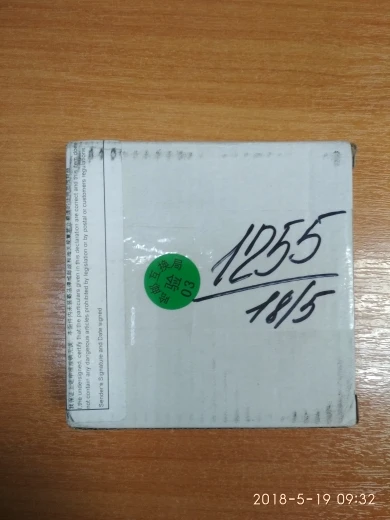 I, the undersigned, certify that the particulars given in this declaration are correct and this item does
not contain any dangerous articles prohibited by legislation or by postal or customers regulations
Sender's Signature and Date signed
03
1255
18/5
2018-5-19 09:32